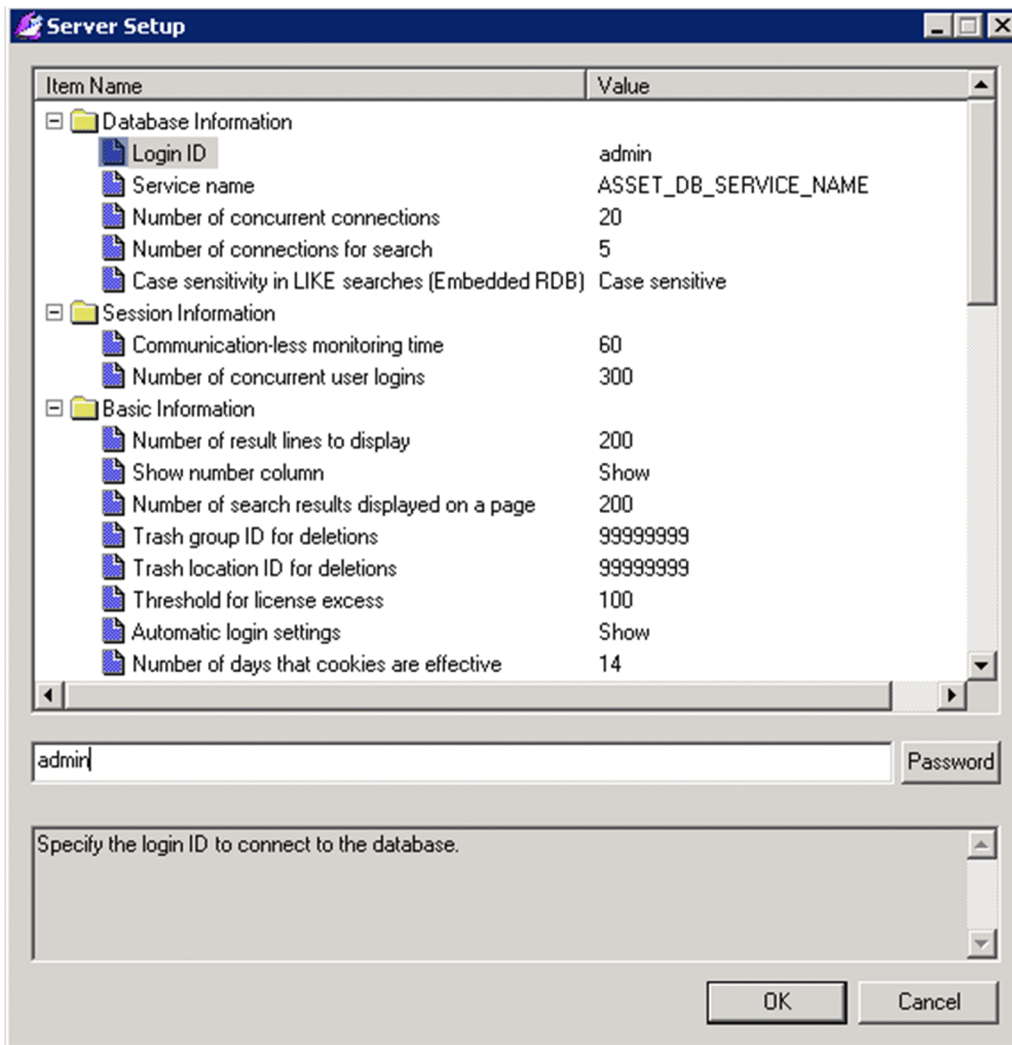 Server Setup
Item Name Value
Database Information
Login ID admin
Service name ASSET_DB_SERVICE_NAME
Number of concurrent connections 20
Number of connections for search 5
Case sensitivity in LIKE searches (Embedded RDB) Case sensitive
Session Information
Communication-less monitoring time 60
Number of concurrent user logins 300
Basic Information
Number of result lines to display 200
Show number column Show
Number of search results displayed on a page 200
Trash group ID for deletions 99999999
Trash location ID for deletions 99999999
Threshold for license excess 100
Automatic login settings Show
Number of days that cookies are effective 14
admin Password
Specify the login ID to connect to the database.
OK Cancel